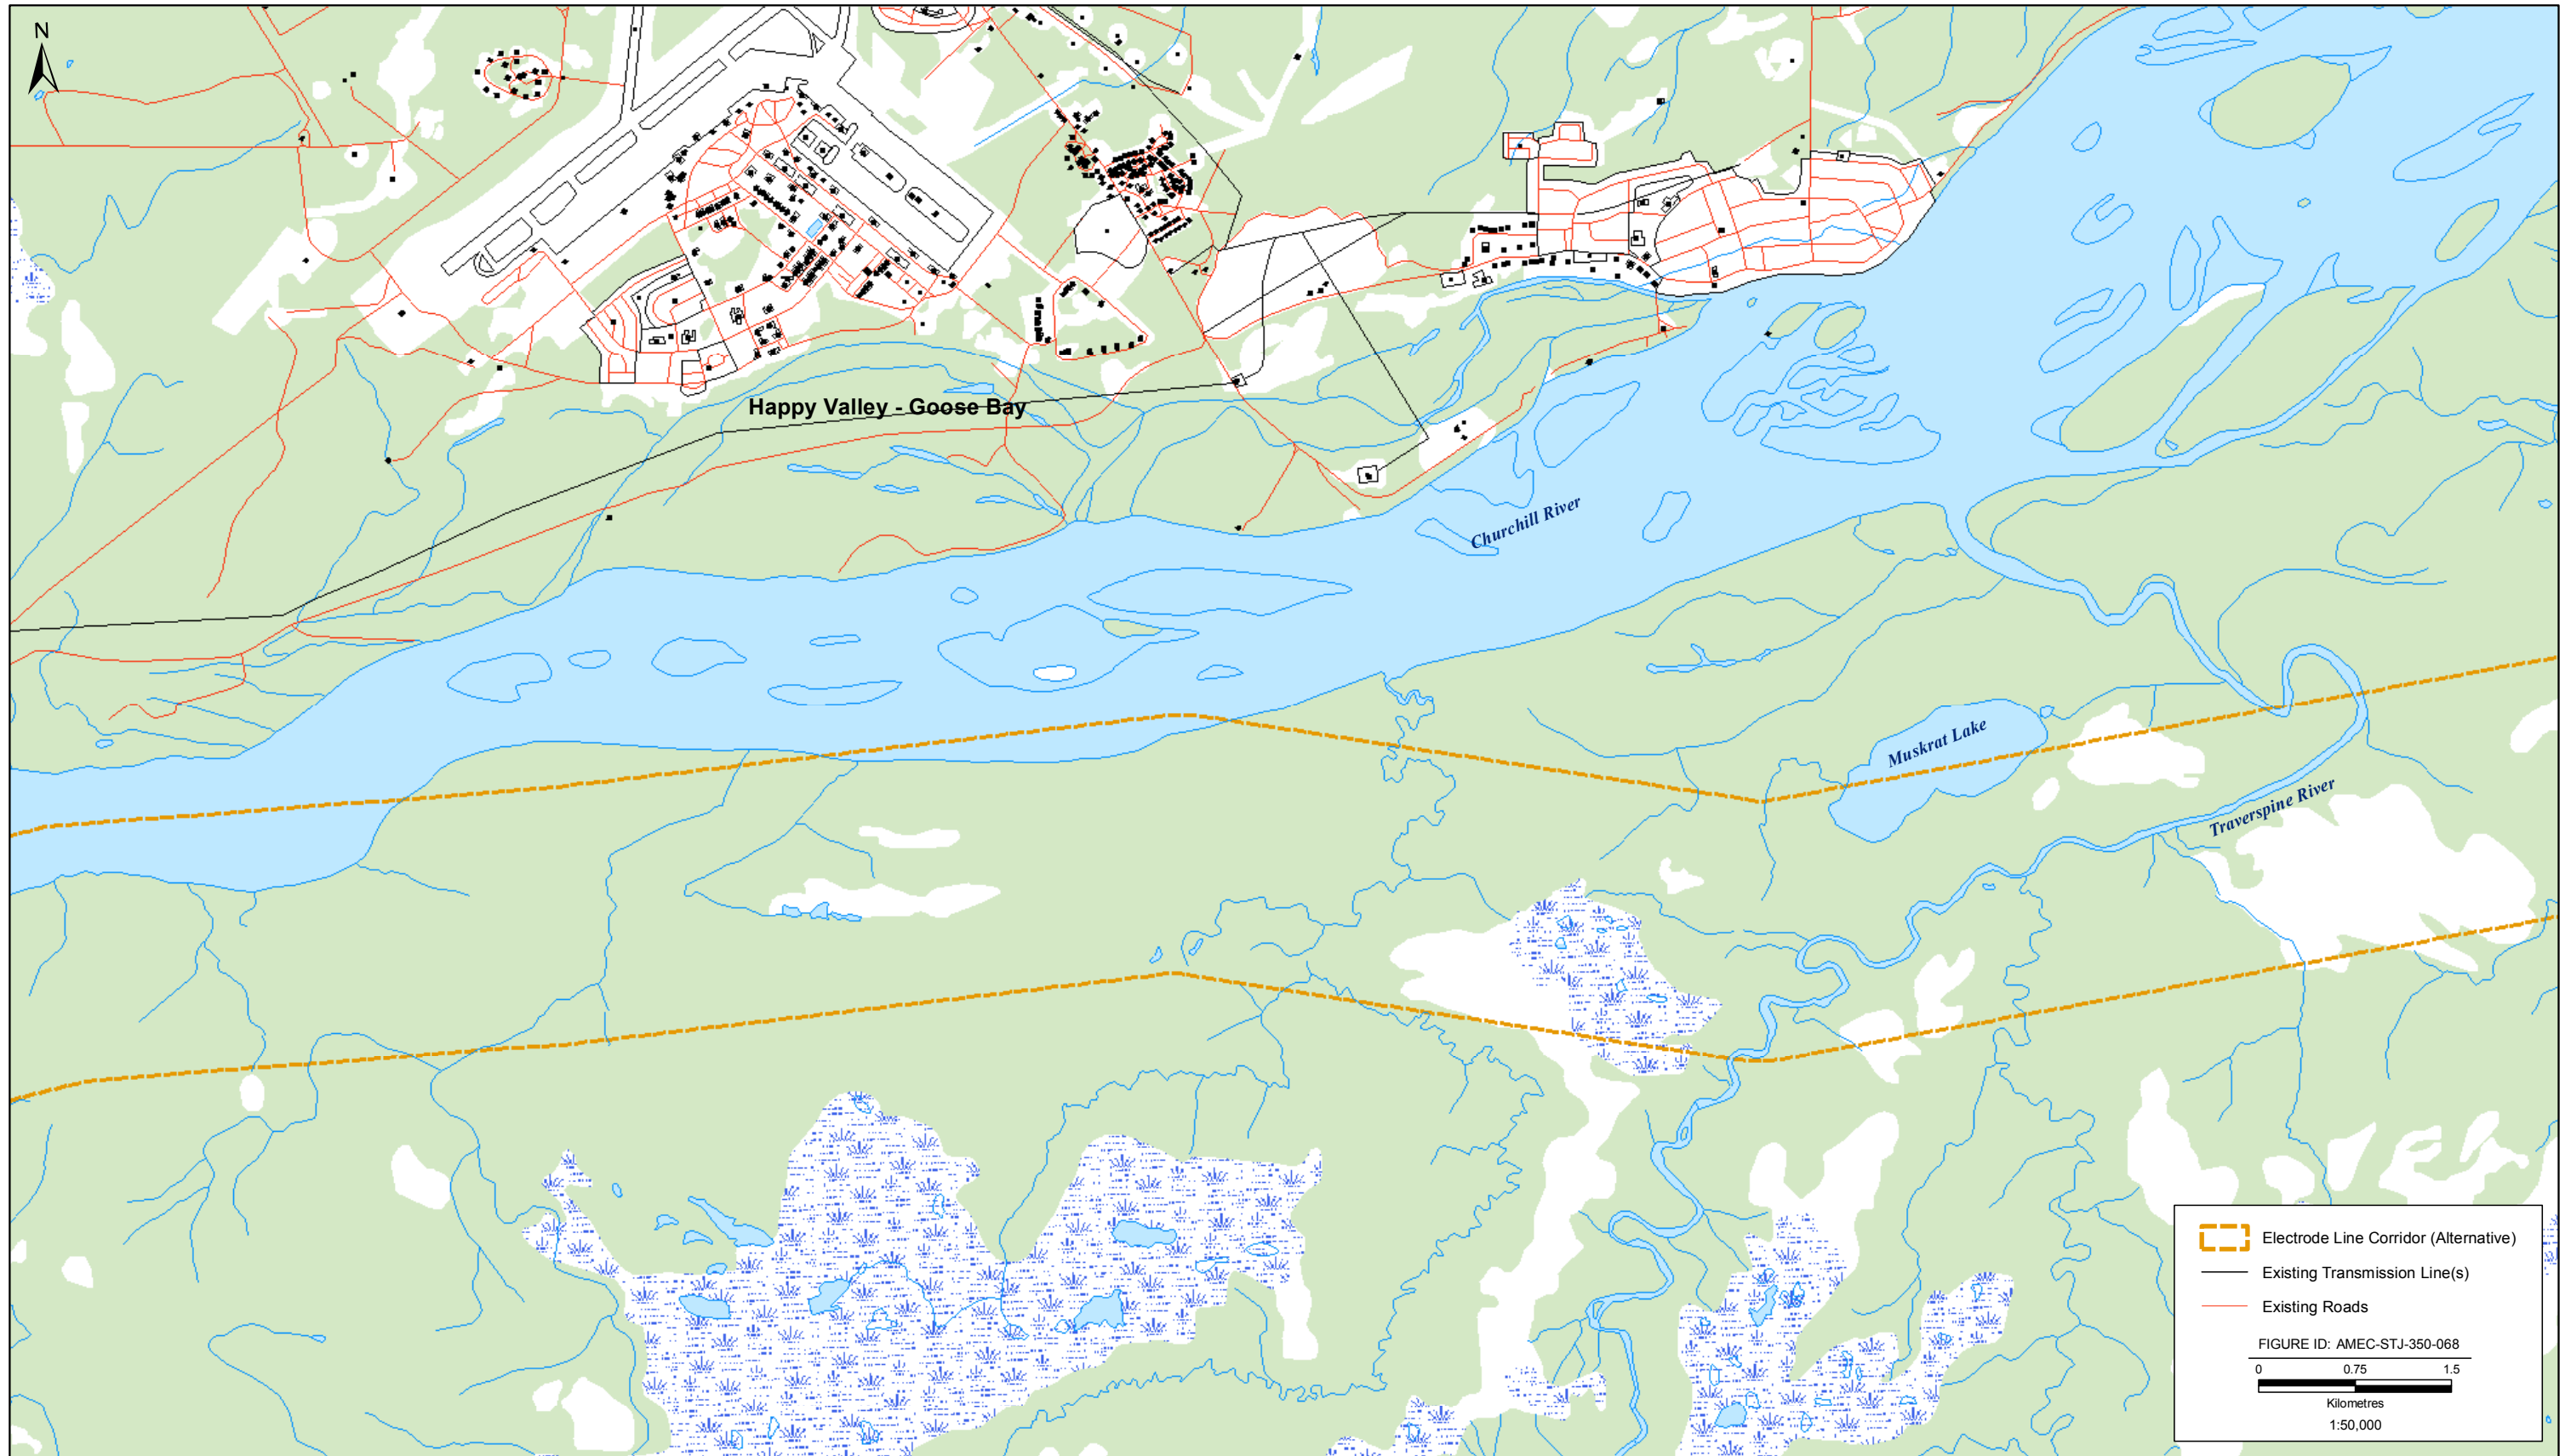 N
Happy Valley - Goose Bay
Churchill River
Muskrat Lake
Traverspine River
Electrode Line Corridor (Alternative)
Existing Transmission Line(s)
Existing Roads
FIGURE ID: AMEC-STJ-350-068
0 0.75 1.5
Kilometres
1:50,000